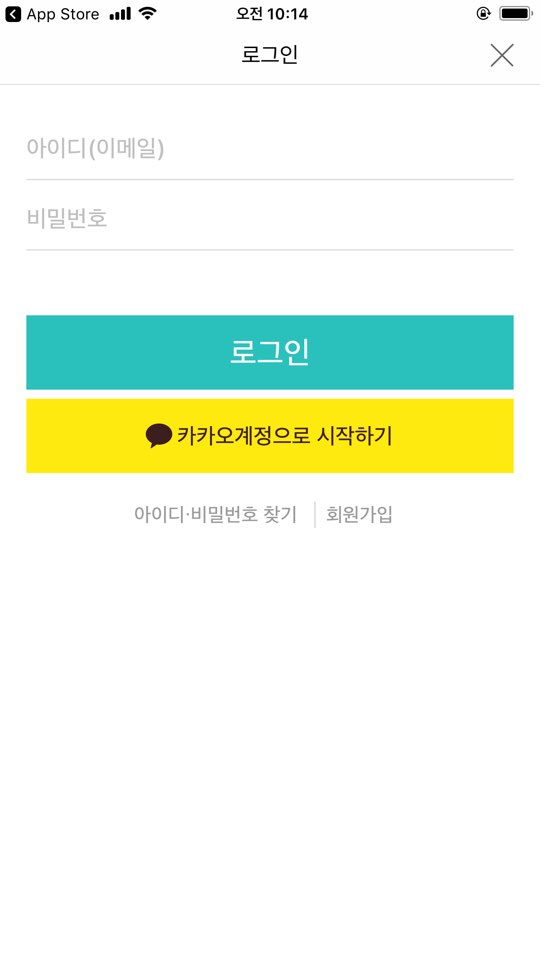 App Store 오전 10:14
로그인
아이디(이메일)
비밀번호
로그인
카카오계정으로 시작하기
아이디·비밀번호 찾기 회원가입